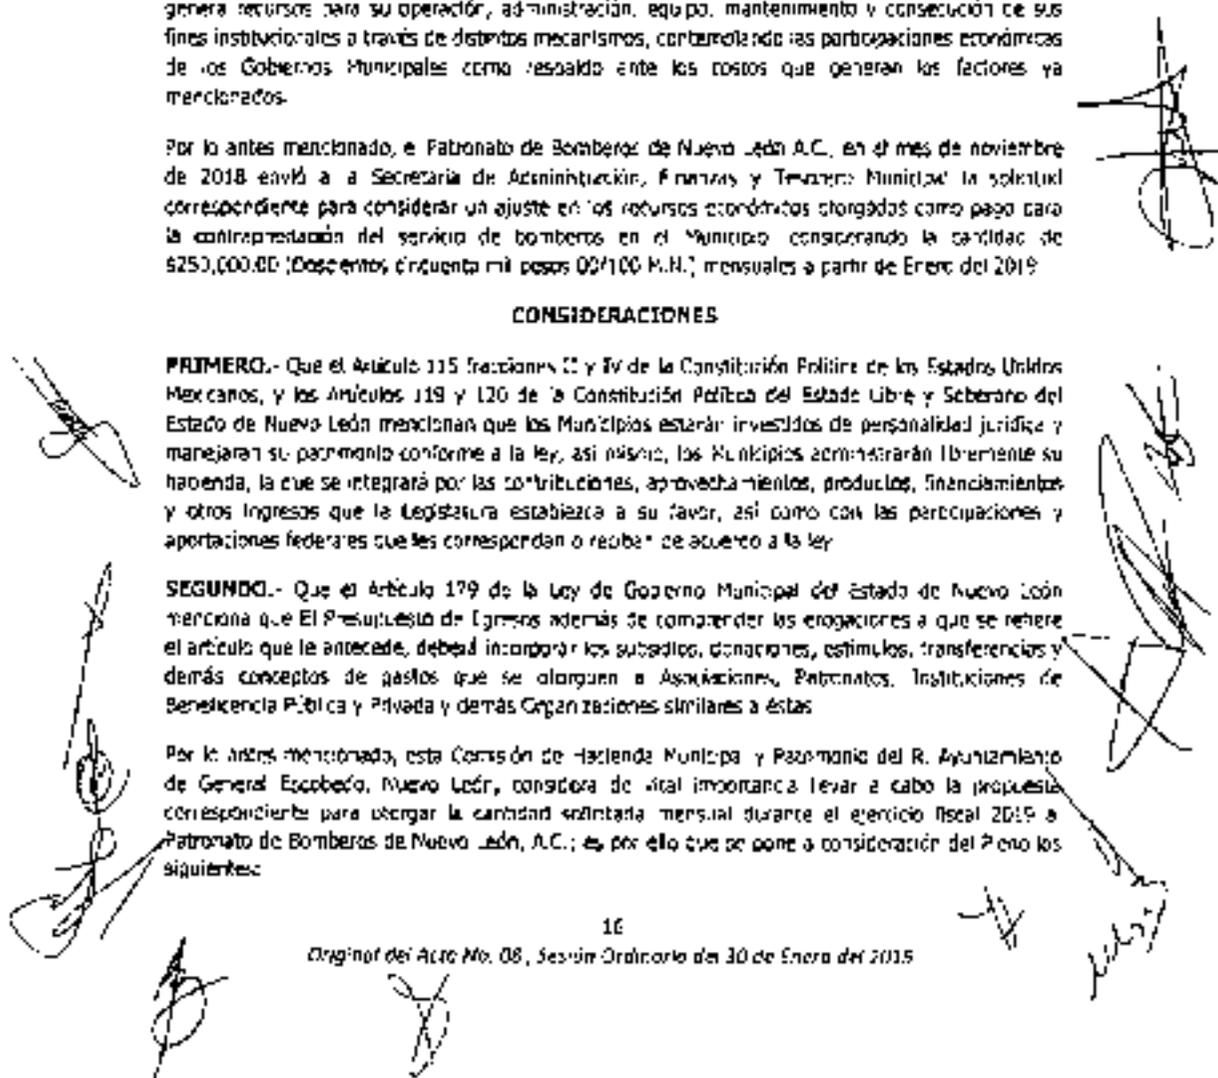 genera recursos para su operación, administración, equipo, mantenimiento y consecución de sus
fines institucionales a través de distintos mecanismos, contemplando las participaciones económicas
de los Gobiernos Municipales como respaldo ante los costos que generan los factores ya
mencionados.
Por lo antes mencionado, el Patronato de Bomberos de Nuevo León A.C., en el mes de noviembre
de 2018 envió a la Secretaría de Administración, Finanzas y Tesorero Municipal la solicitud
correspondiente para considerar un ajuste en los recursos económicos otorgados como pago para
la contraprestación del servicio de bomberos en el Municipio considerando la cantidad de
$250,000.00 (Doscientos cincuenta mil pesos 00/100 M.N.) mensuales a partir de Enero del 2019
CONSIDERACIONES
PRIMERO.- Que el Artículo 115 fracciones II y IV de la Constitución Política de los Estados Unidos
Mexicanos, y los Artículos 119 y 120 de la Constitución Política del Estado Libre y Soberano del
Estado de Nuevo León mencionan que los Municipios estarán investidos de personalidad jurídica y
manejaran su patrimonio conforme a la ley, así mismo, los Municipios administrarán libremente su
hacienda, la que se integrará por las contribuciones, aprovechamientos, productos, financiamientos
y otros ingresos que la Legislatura establezca a su favor, así como con las participaciones y
aportaciones federales que les correspondan o reciban de acuerdo a la ley
SEGUNDO.- Que el Artículo 179 de la Ley de Gobierno Municipal del Estado de Nuevo León
menciona que El Presupuesto de Egresos además de comprender las erogaciones a que se refiere
el artículo que le antecede, deberá incorporar los subsidios, donaciones, estímulos, transferencias y
demás conceptos de gastos que se otorguen a Asociaciones, Patronatos, Instituciones de
Beneficencia Pública y Privada y demás Organizaciones similares a éstas
Por lo antes mencionado, esta Comisión de Hacienda Municipal y Patrimonio del R. Ayuntamiento
de General Escobedo, Nuevo León, considera de vital importancia llevar a cabo la propuesta
correspondiente para otorgar la cantidad solicitada mensual durante el ejercicio fiscal 2019 al
Patronato de Bomberos de Nuevo León, A.C.; es por ello que se pone a consideración del Pleno los
siguientes:
16
Original del Acta No. 08, Sesión Ordinaria del 30 de Enero del 2019